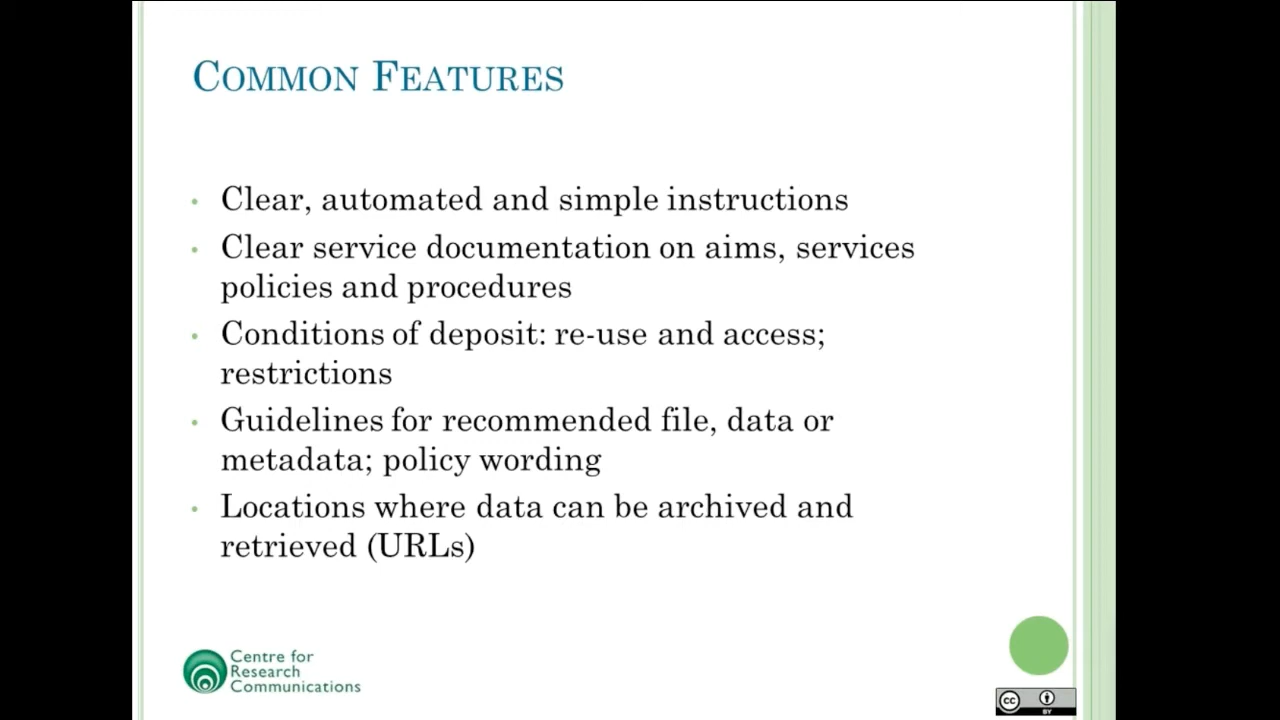 COMMON FEATURES
Clear, automated and simple instructions
Clear service documentation on aims, services
policies and procedures
Conditions of deposit: re-use and access;
restrictions
Guidelines for recommended file, data or
metadata; policy wording
Locations where data can be archived and
retrieved (URLs)
Centre for
Research
Communications
cc
BY